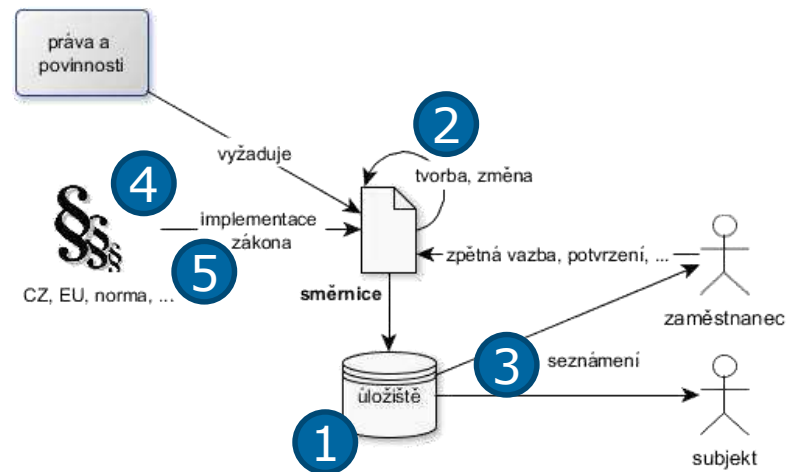 práva a
povinnosti
2
vyžaduje
tvorba, změna
4
implementace
zákona
5
zpětná vazba, potvrzení, ...
CZ, EU, norma, ...
směrnice
zaměstnanec
3
seznámení
úložiště
1
subjekt